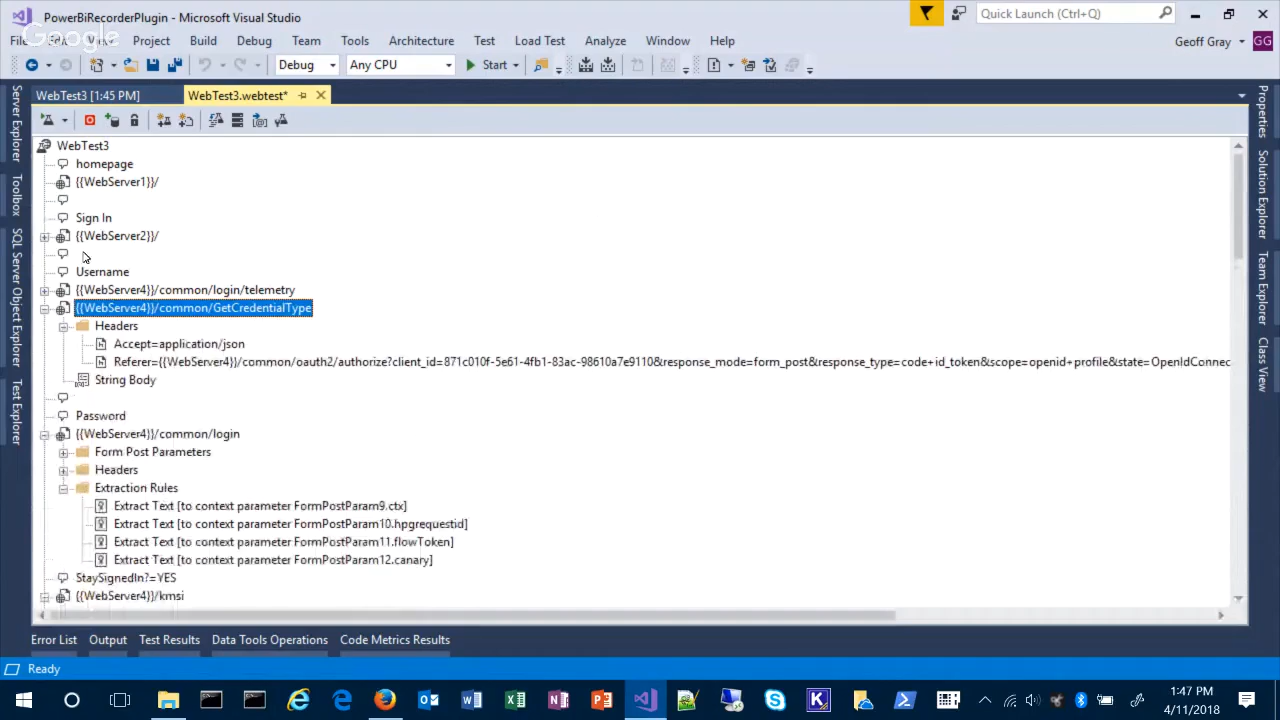 PowerBiRecorderPlugin - Microsoft Visual Studio
Quick Launch (Ctrl+Q)
Google
File Edit View Project Build Debug Team Tools Architecture Test Load Test Analyze Window Help
Geoff Gray
GG
Debug
Any CPU
Start
WebTest3 [1:45 PM]
WebTest3.webtest*
Server Explorer
Toolbox
SQL Server Object Explorer
Test Explorer
WebTest3
homepage
{{WebServer1}}/
Sign In
{{WebServer2}}/
Username
{{WebServer4}}/common/login/telemetry
{{WebServer4}}/common/GetCredentialType
Headers
Accept=application/json
Referer={{WebServer4}}/common/oauth2/authorize?client_id=871c010f-5e61-4fb1-83ac-98610a7e9110&response_mode=form_post&response_type=code+id_token&scope=openid+profile&state=OpenIdConnec
String Body
Password
{{WebServer4}}/common/login
Form Post Parameters
Headers
Extraction Rules
Extract Text [to context parameter FormPostParam9.ctx]
Extract Text [to context parameter FormPostParam10.hpgrequestid]
Extract Text [to context parameter FormPostParam11.flowToken]
Extract Text [to context parameter FormPostParam12.canary]
StaySignedIn?=YES
{{WebServer4}}/kmsi
Properties
Solution Explorer
Team Explorer
Class View
Error List Output Test Results Data Tools Operations Code Metrics Results
Ready
1:47 PM
4/11/2018